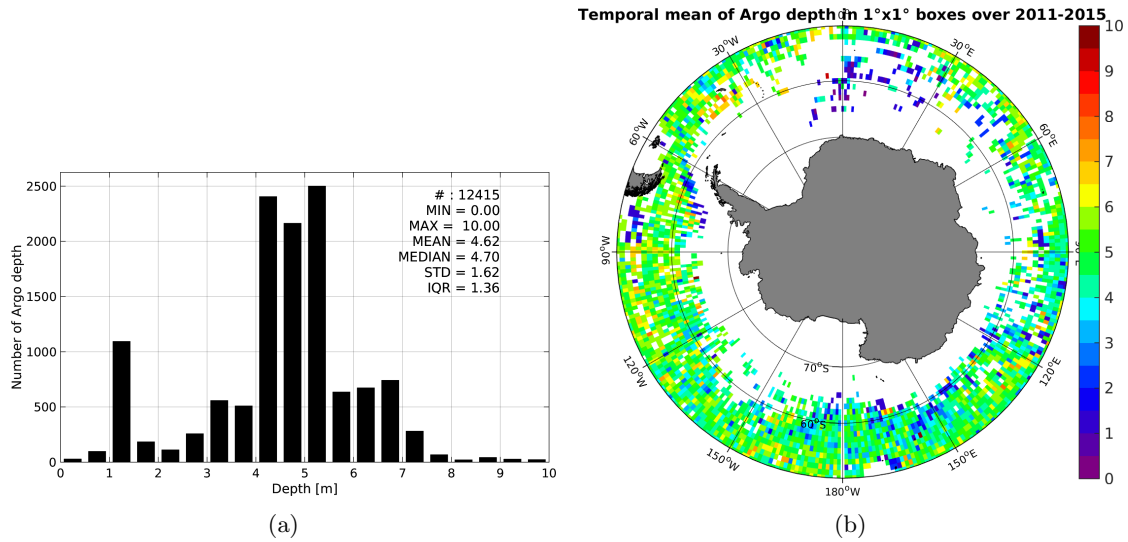 Temporal mean of Argo depth in 1°x1° boxes over 2011-2015
Number of Argo depth
2500
2000
1500
1000
500
0
# : 12415
MIN = 0.00
MAX = 10.00
MEAN = 4.62
MEDIAN = 4.70
STD = 1.62
IQR = 1.36
0 1 2 3 4 5 6 7 8 9 10
Depth [m]
(a)
30°W
30°E
60°W
60°E
90°W
120°W
120°E
150°W
150°E
180°W
70°S
60°S
10
9
8
7
6
5
4
3
2
1
0
(b)